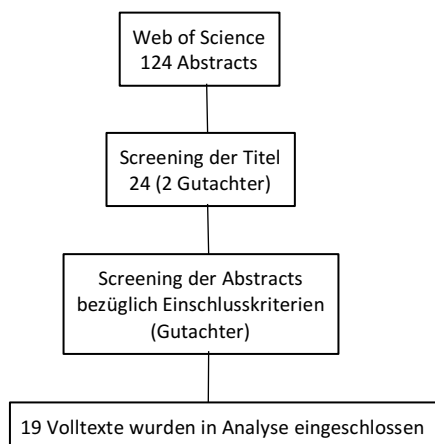 Web of Science
124 Abstracts
Screening der Titel
24 (2 Gutachter)
Screening der Abstracts
bezüglich Einschlusskriterien
(Gutachter)
19 Volltexte wurden in Analyse eingeschlossen